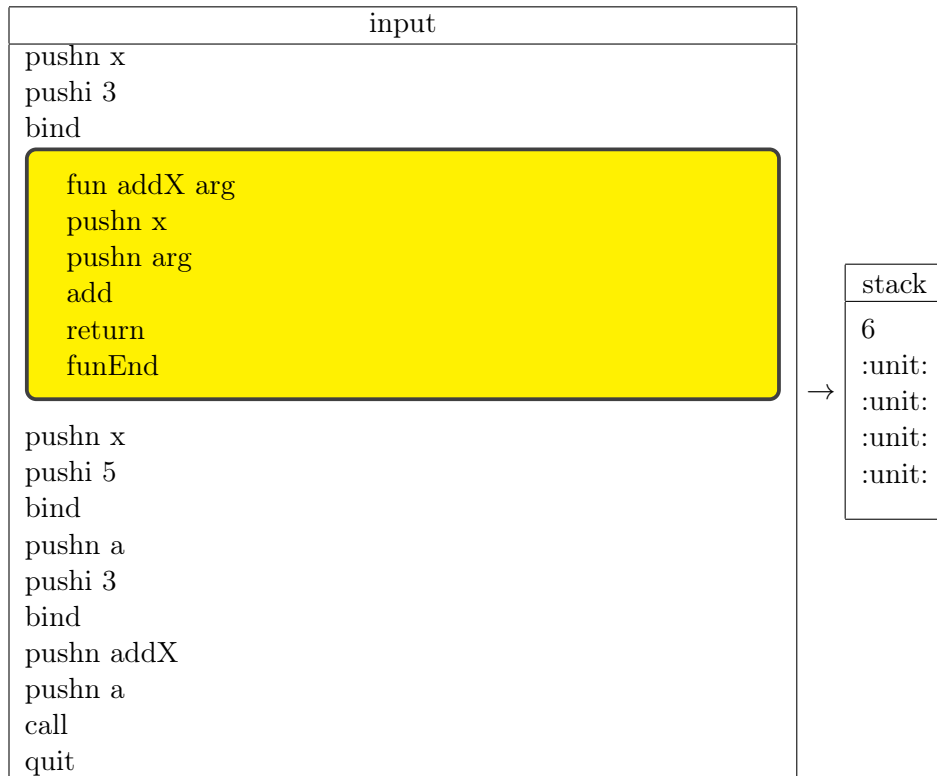 input
pushn x
pushi 3
bind
fun addX arg
pushn x
pushn arg
add
return
funEnd
pushn x
pushi 5
bind
pushn a
pushi 3
bind
pushn addX
pushn a
call
quit
→
stack
6
:unit:
:unit:
:unit:
:unit: